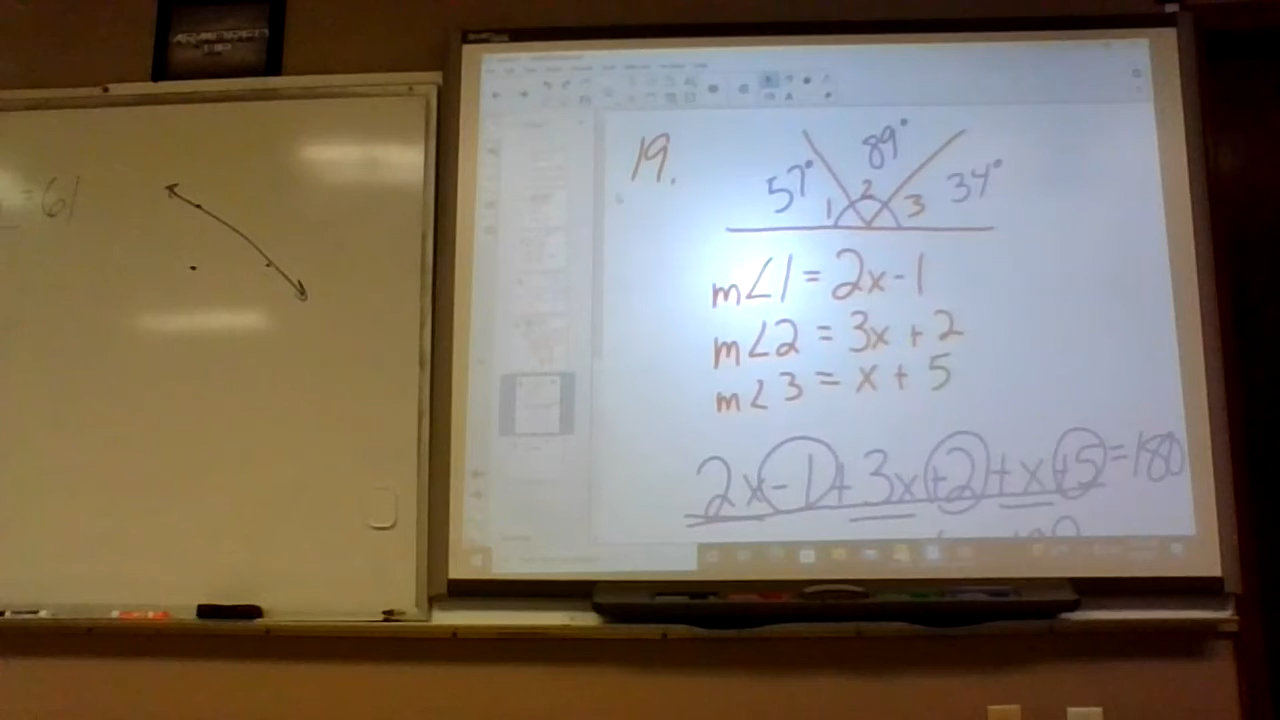 ARMORED
= 61
19.
89°
57°
34°
1 2 3
m∠1 = 2x - 1
m∠2 = 3x + 2
m∠3 = x + 5
2x - 1 + 3x + 2 + x + 5 = 180